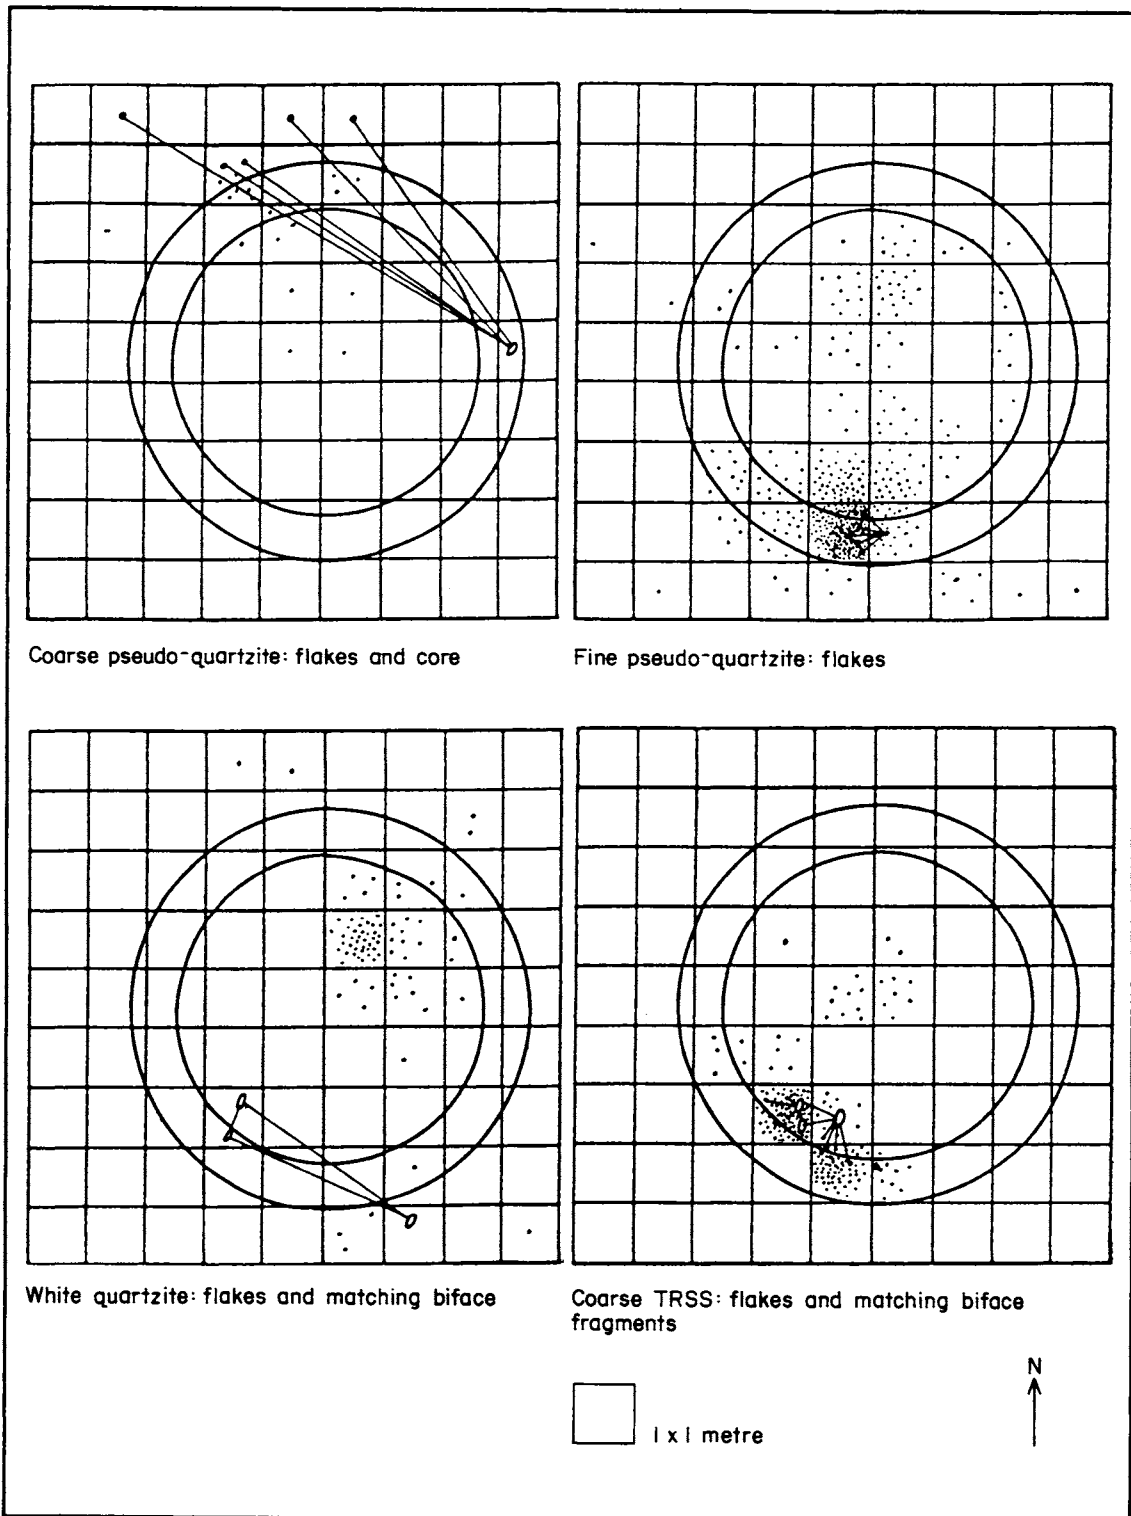 Coarse pseudo-quartzite: flakes and core
Fine pseudo-quartzite: flakes
White quartzite: flakes and matching biface
Coarse TRSS: flakes and matching biface
fragments
N
1 x 1 metre